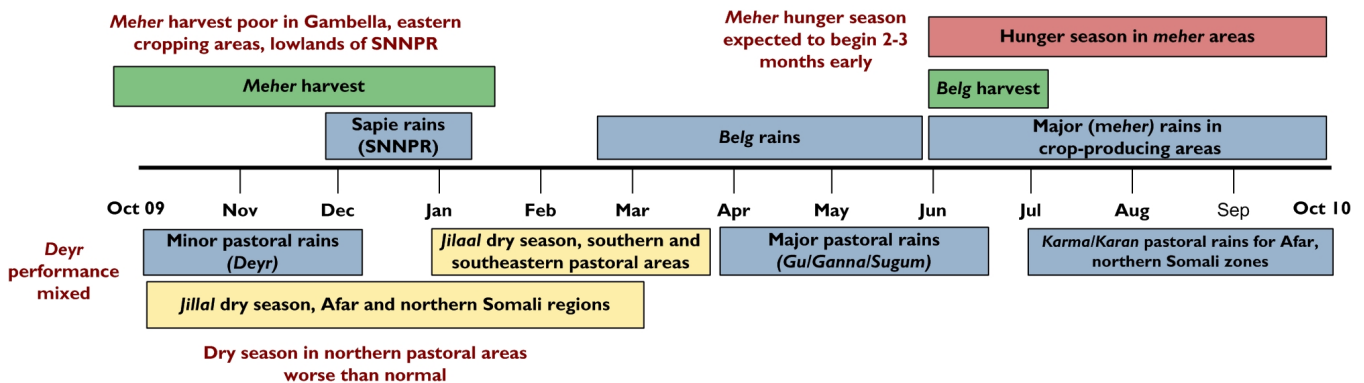 Meher harvest poor in Gambella, eastern
cropping areas, lowlands of SNNPR
Meher hunger season
expected to begin 2-3
months early
Hunger season in meher areas
Meher harvest
Belg harvest
Sapie rains
(SNNPR)
Belg rains
Major (meher) rains in
crop-producing areas
Oct 09
Nov
Dec
Jan
Feb
Mar
Apr
May
Jun
Jul
Aug
Sep
Oct 10
Deyr
performance
mixed
Minor pastoral rains
(Deyr)
Jilaal dry season, southern and
southeastern pastoral areas
Major pastoral rains
(Gu/Ganna/Sugum)
Karma/Karan pastoral rains for Afar,
northern Somali zones
Jillal dry season, Afar and northern Somali regions
Dry season in northern pastoral areas
worse than normal